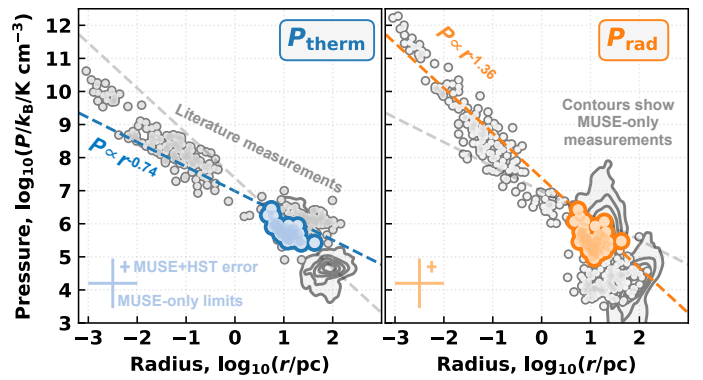 P_therm
P_rad
Pressure, log₁₀(P/k_B/K cm⁻³)
12
11
10
9
8
7
6
5
4
3
Literature measurements
P ∝ r^-0.74
+ MUSE+HST error
MUSE-only limits
P ∝ r^-1.36
Contours show
MUSE-only
measurements
+
−3 −2 −1 0 1 2
−3 −2 −1 0 1 2
Radius, log₁₀(r/pc)
Radius, log₁₀(r/pc)